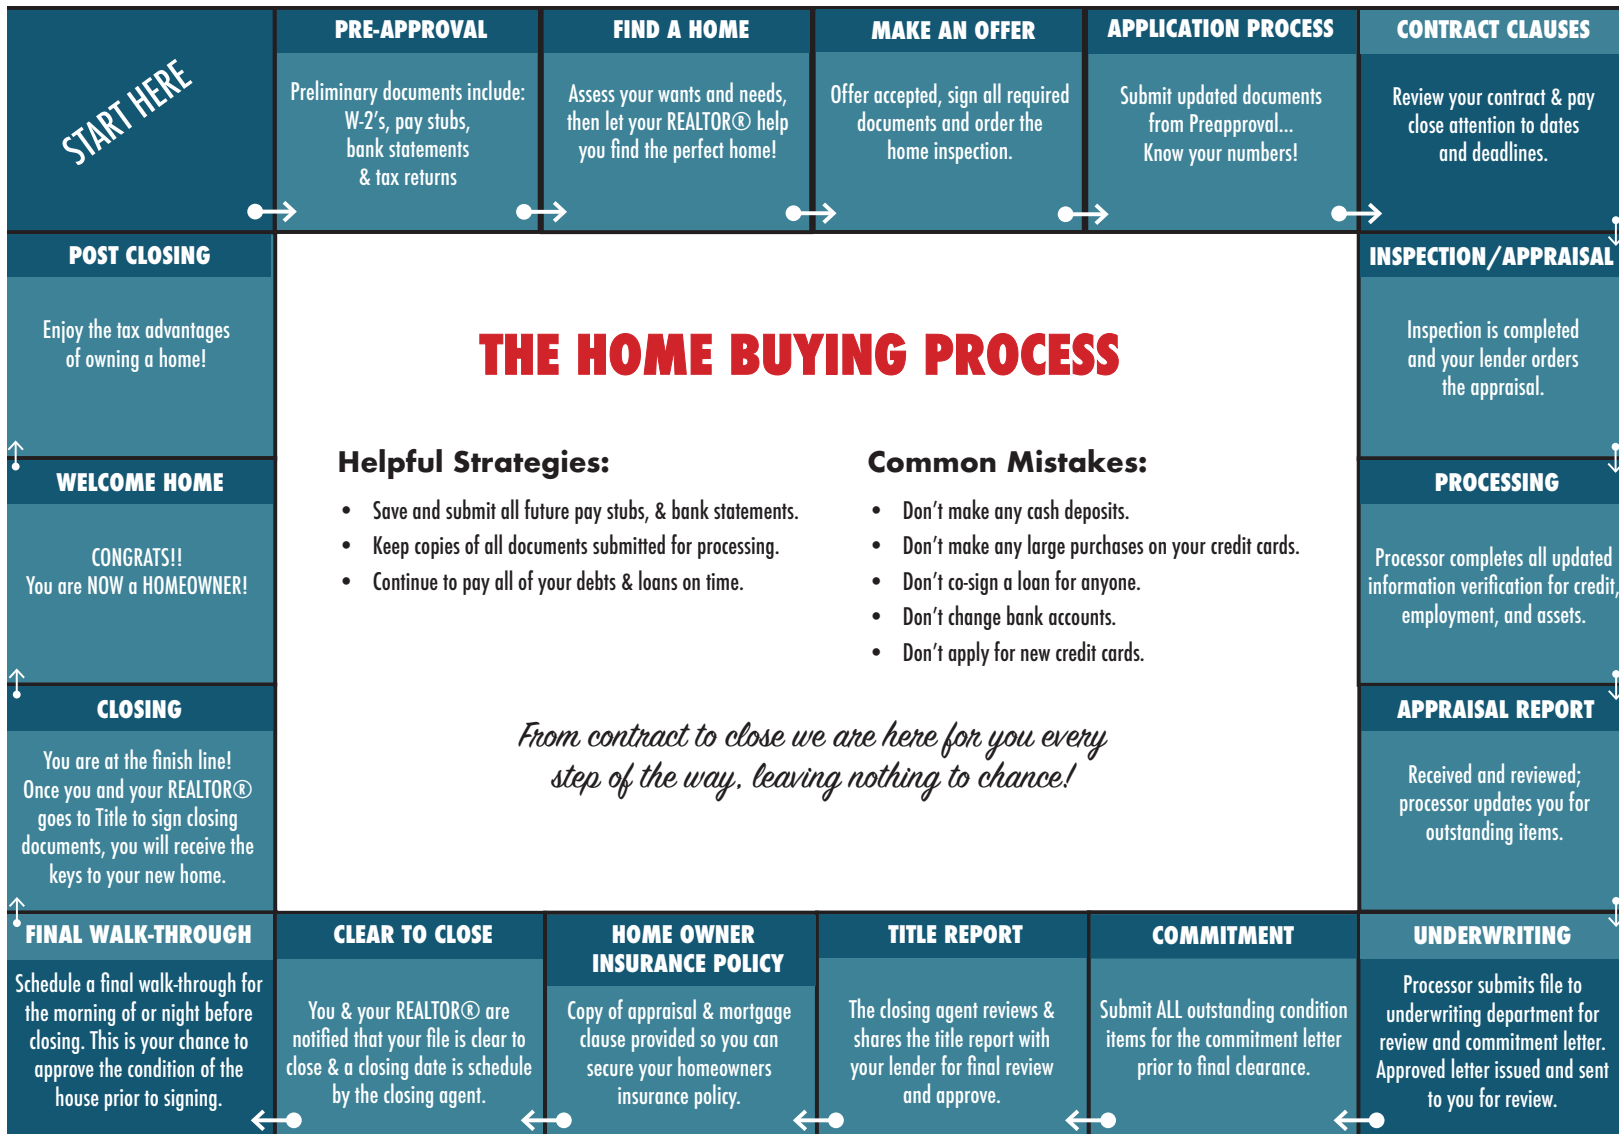 START HERE
PRE-APPROVAL
Preliminary documents include:
W-2's, pay stubs,
bank statements
& tax returns
FIND A HOME
Assess your wants and needs,
then let your REALTOR® help
you find the perfect home!
MAKE AN OFFER
Offer accepted, sign all required
documents and order the
home inspection.
APPLICATION PROCESS
Submit updated documents
from Preapproval...
Know your numbers!
CONTRACT CLAUSES
Review your contract & pay
close attention to dates
and deadlines.
INSPECTION/APPRAISAL
Inspection is completed
and your lender orders
the appraisal.
PROCESSING
Processor completes all updated
information verification for credit,
employment, and assets.
APPRAISAL REPORT
Received and reviewed;
processor updates you for
outstanding items.
UNDERWRITING
Processor submits file to
underwriting department for
review and commitment letter.
Approved letter issued and sent
to you for review.
COMMITMENT
Submit ALL outstanding condition
items for the commitment letter
prior to final clearance.
TITLE REPORT
The closing agent reviews &
shares the title report with
your lender for final review
and approve.
HOME OWNER
INSURANCE POLICY
Copy of appraisal & mortgage
clause provided so you can
secure your homeowners
insurance policy.
CLEAR TO CLOSE
You & your REALTOR® are
notified that your file is clear to
close & a closing date is schedule
by the closing agent.
FINAL WALK-THROUGH
Schedule a final walk-through for
the morning of or night before
closing. This is your chance to
approve the condition of the
house prior to signing.
CLOSING
You are at the finish line!
Once you and your REALTOR®
goes to Title to sign closing
documents, you will receive the
keys to your new home.
WELCOME HOME
CONGRATS!!
You are NOW a HOMEOWNER!
POST CLOSING
Enjoy the tax advantages
of owning a home!
THE HOME BUYING PROCESS
Helpful Strategies:
• Save and submit all future pay stubs, & bank statements.
• Keep copies of all documents submitted for processing.
• Continue to pay all of your debts & loans on time.
Common Mistakes:
• Don't make any cash deposits.
• Don't make any large purchases on your credit cards.
• Don't co-sign a loan for anyone.
• Don't change bank accounts.
• Don't apply for new credit cards.
From contract to close we are here for you every
step of the way, leaving nothing to chance!